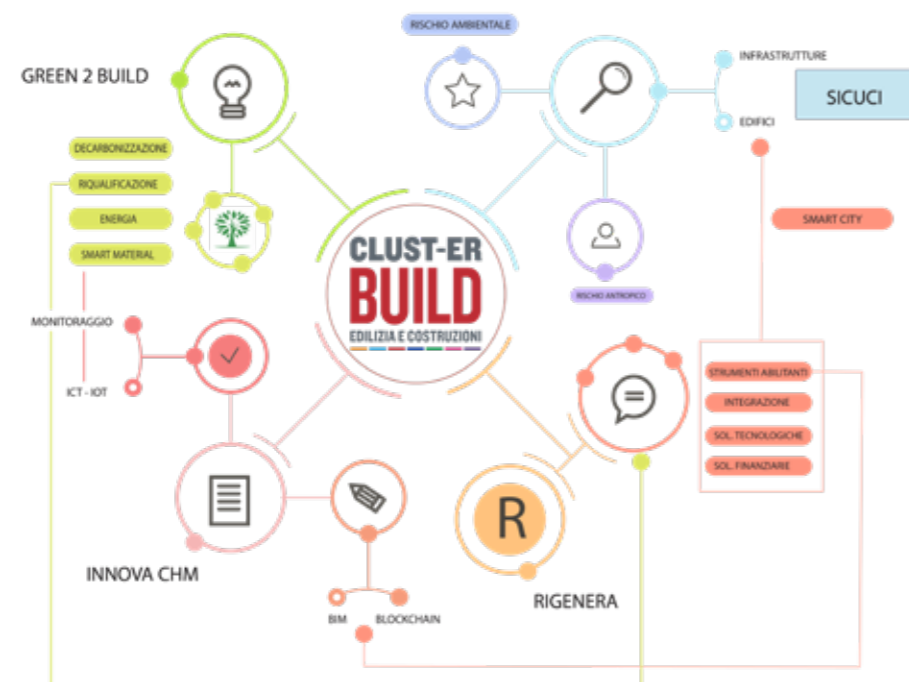 RISCHIO AMBIENTALE
GREEN 2 BUILD
INFRASTRUTTURE
SICUCI
EDIFICI
DECARBONIZZAZIONE
RIQUALIFICAZIONE
ENERGIA
SMART MATERIAL
SMART CITY
CLUST-ER
BUILD
EDILIZIA E COSTRUZIONI
RISCHIO ANTROPICO
MONITORAGGIO
ICT - IOT
STRUMENTI ABILITANTI
INTEGRAZIONE
SOL. TECNOLOGICHE
SOL. FINANZIARIE
R
INNOVA CHM
RIGENERA
BIM
BLOCKCHAIN